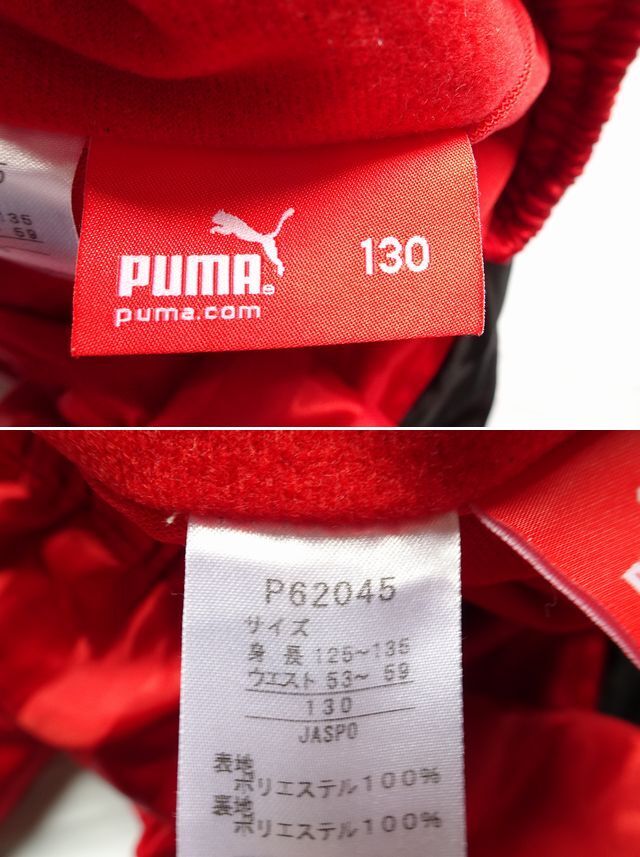 135
59
PUMA®
puma.com
130
P62045
サイズ
身長 125~135
ウエスト 53~ 59
130
JASPO
表地
ポリエステル100%
裏地
ポリエステル100%